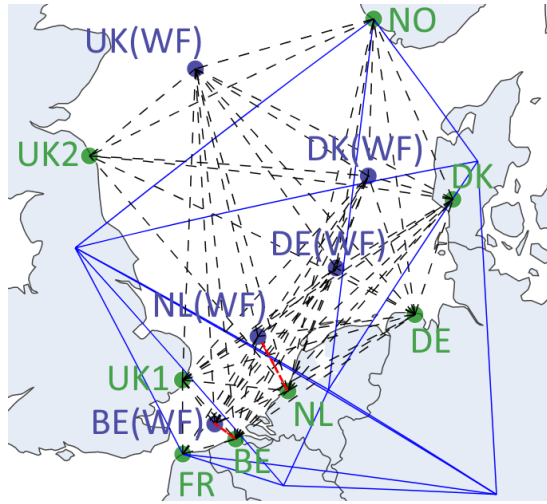 NO
UK(WF)
UK2
DK(WF)
DK
DE(WF)
NL(WF)
DE
UK1
NL
BE(WF)
BE
FR